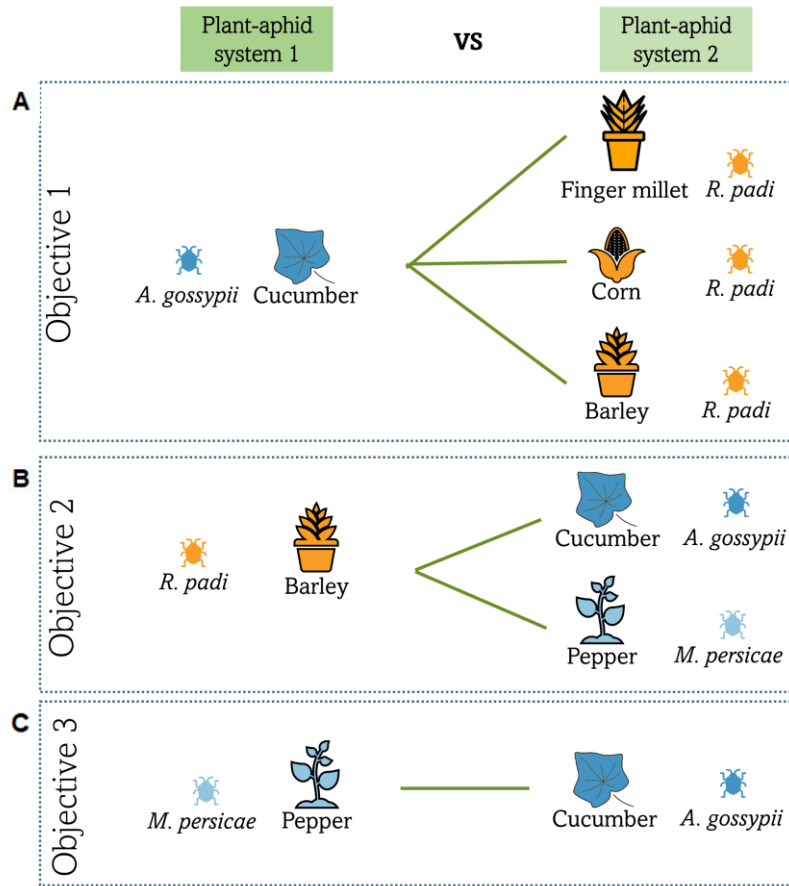 Plant-aphid
system 1
VS
Plant-aphid
system 2
A
Objective 1
A. gossypii
Cucumber
Finger millet
R. padi
Corn
R. padi
Barley
R. padi
B
Objective 2
R. padi
Barley
Cucumber
A. gossypii
Pepper
M. persicae
C
Objective 3
M. persicae
Pepper
Cucumber
A. gossypii